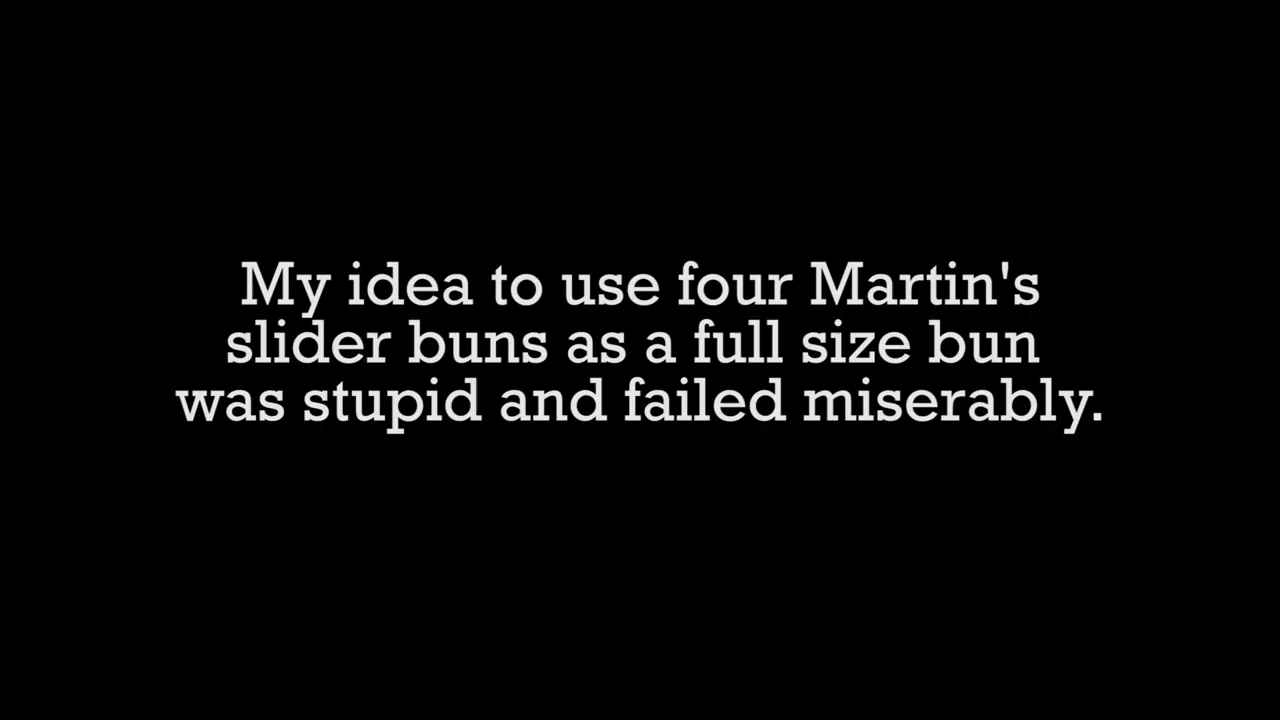 My idea to use four Martin's
slider buns as a full size bun
was stupid and failed miserably.